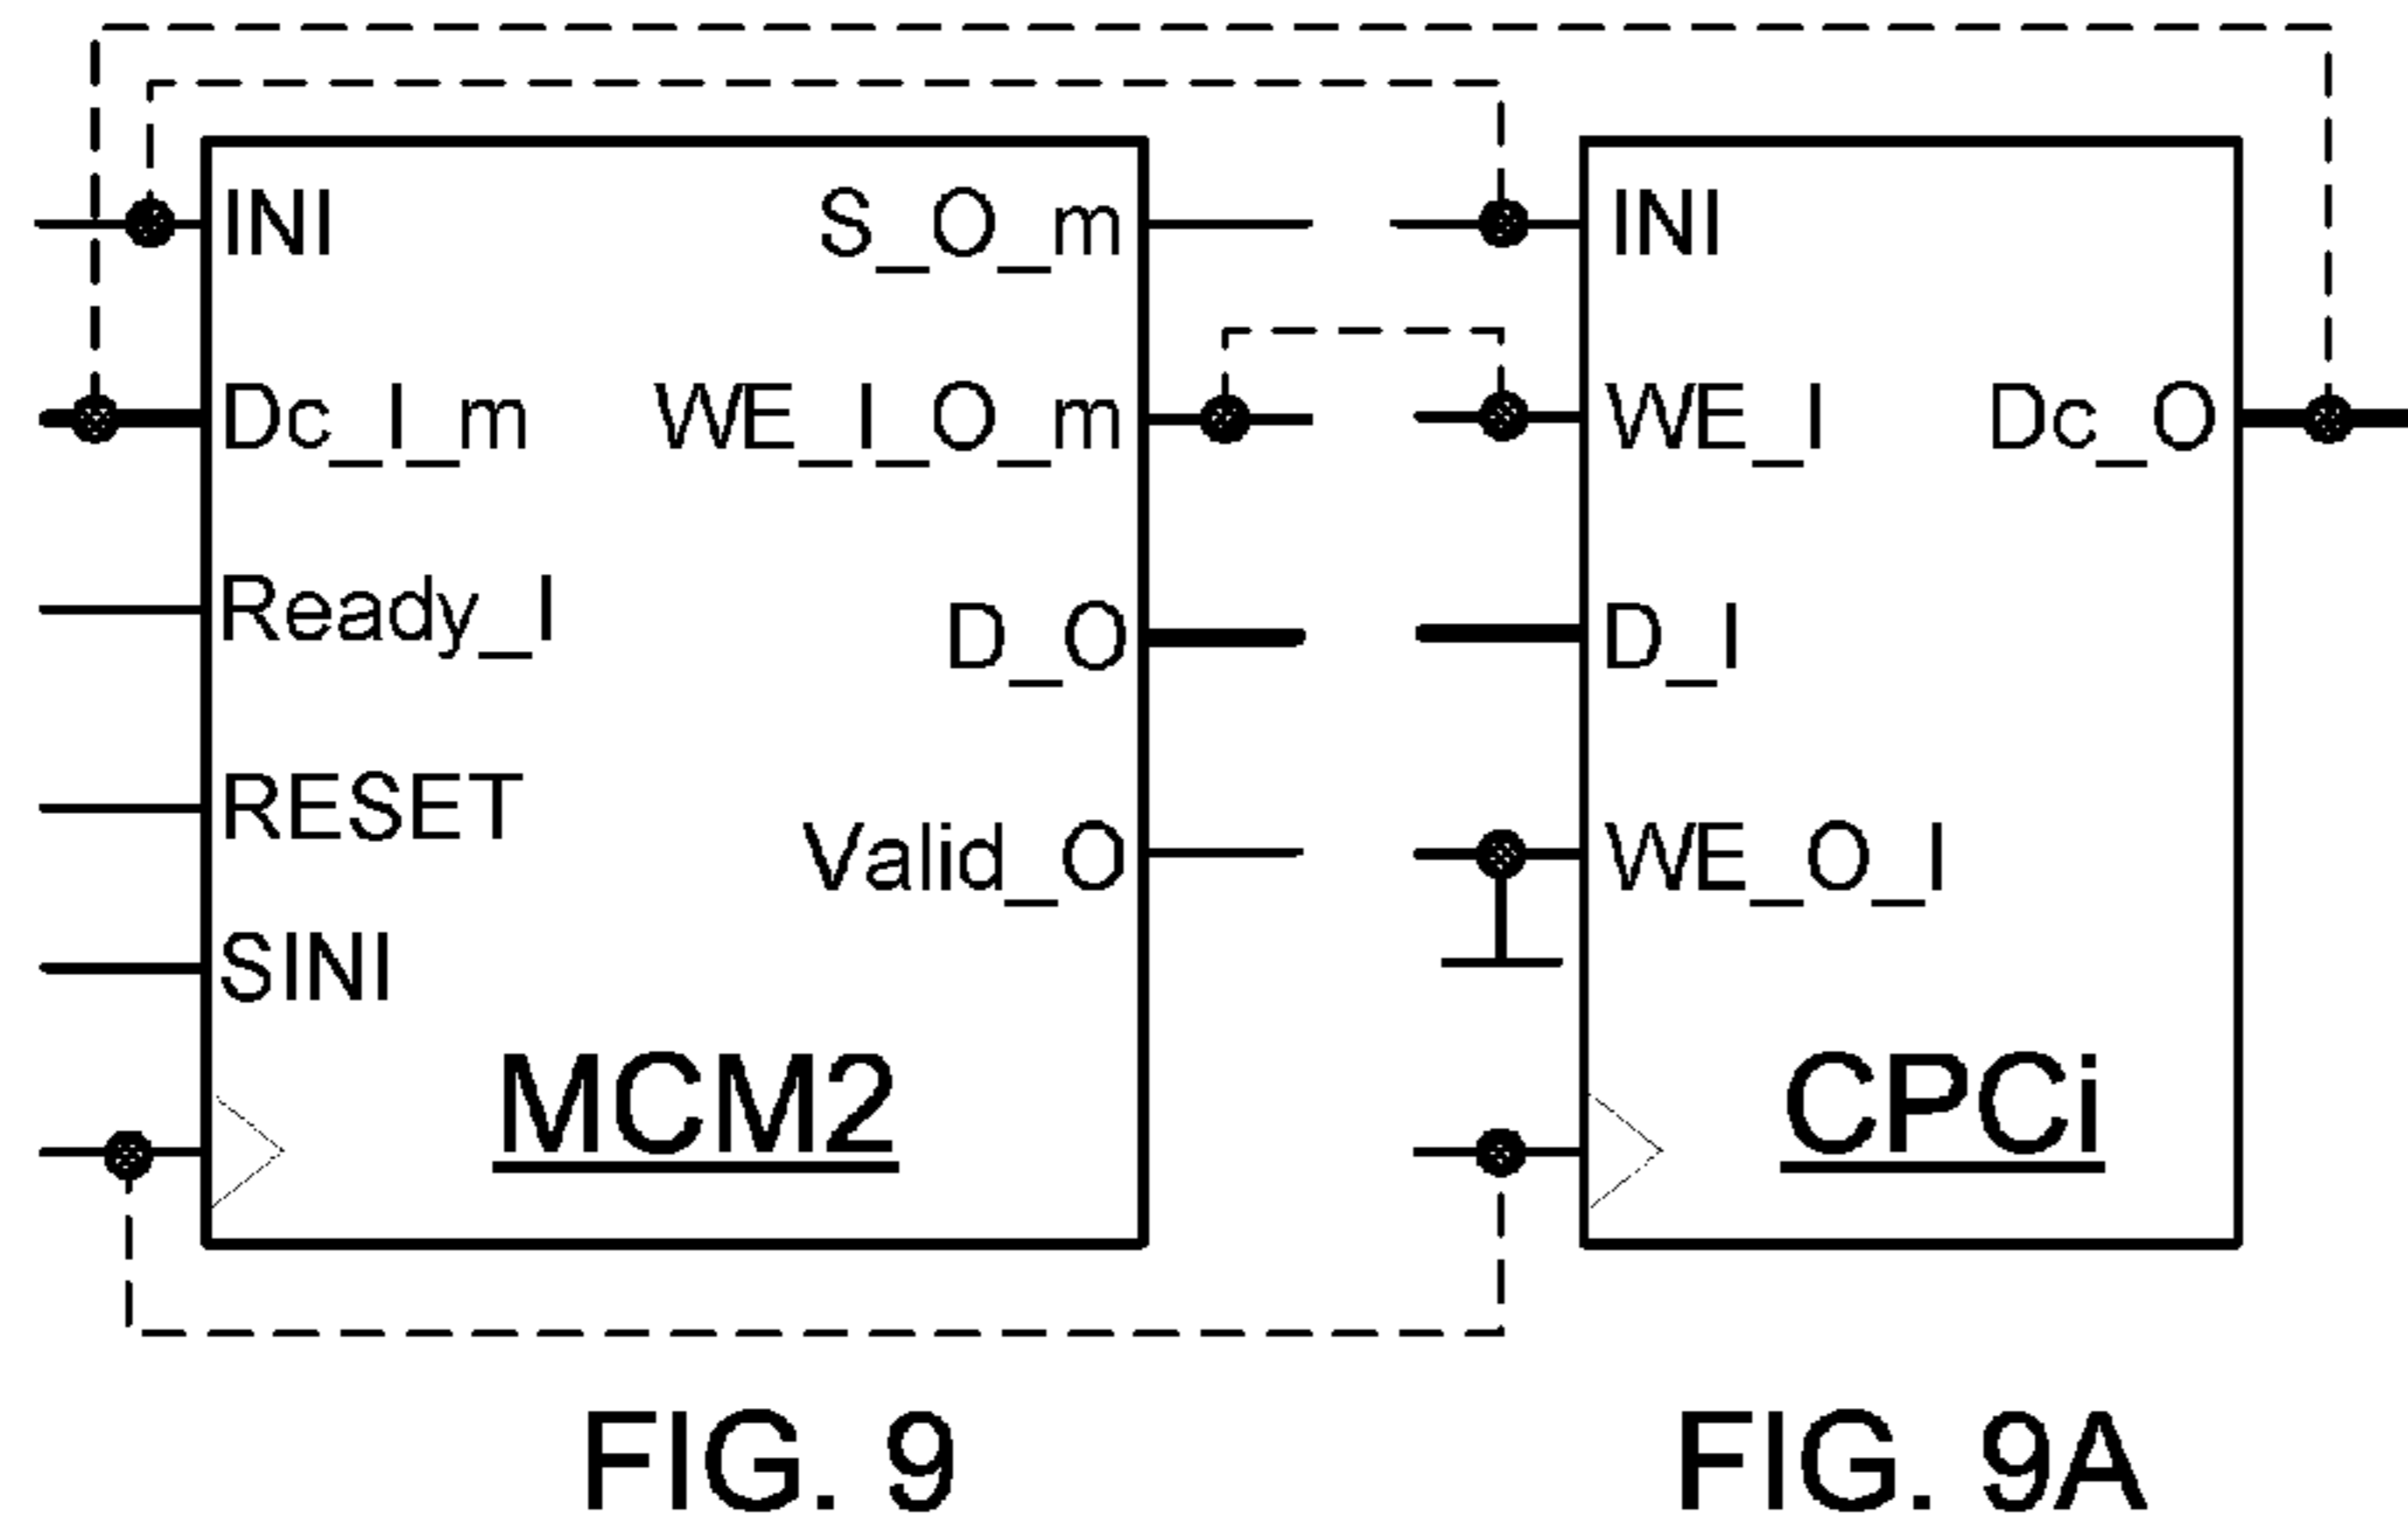 INI
S_O_m
Dc_I_m
WE_I_O_m
Ready_I
D_O
RESET
Valid_O
SINI
MCM2
INI
WE_I
Dc_O
D_I
WE_O_I
CPCi
FIG. 9
FIG. 9A